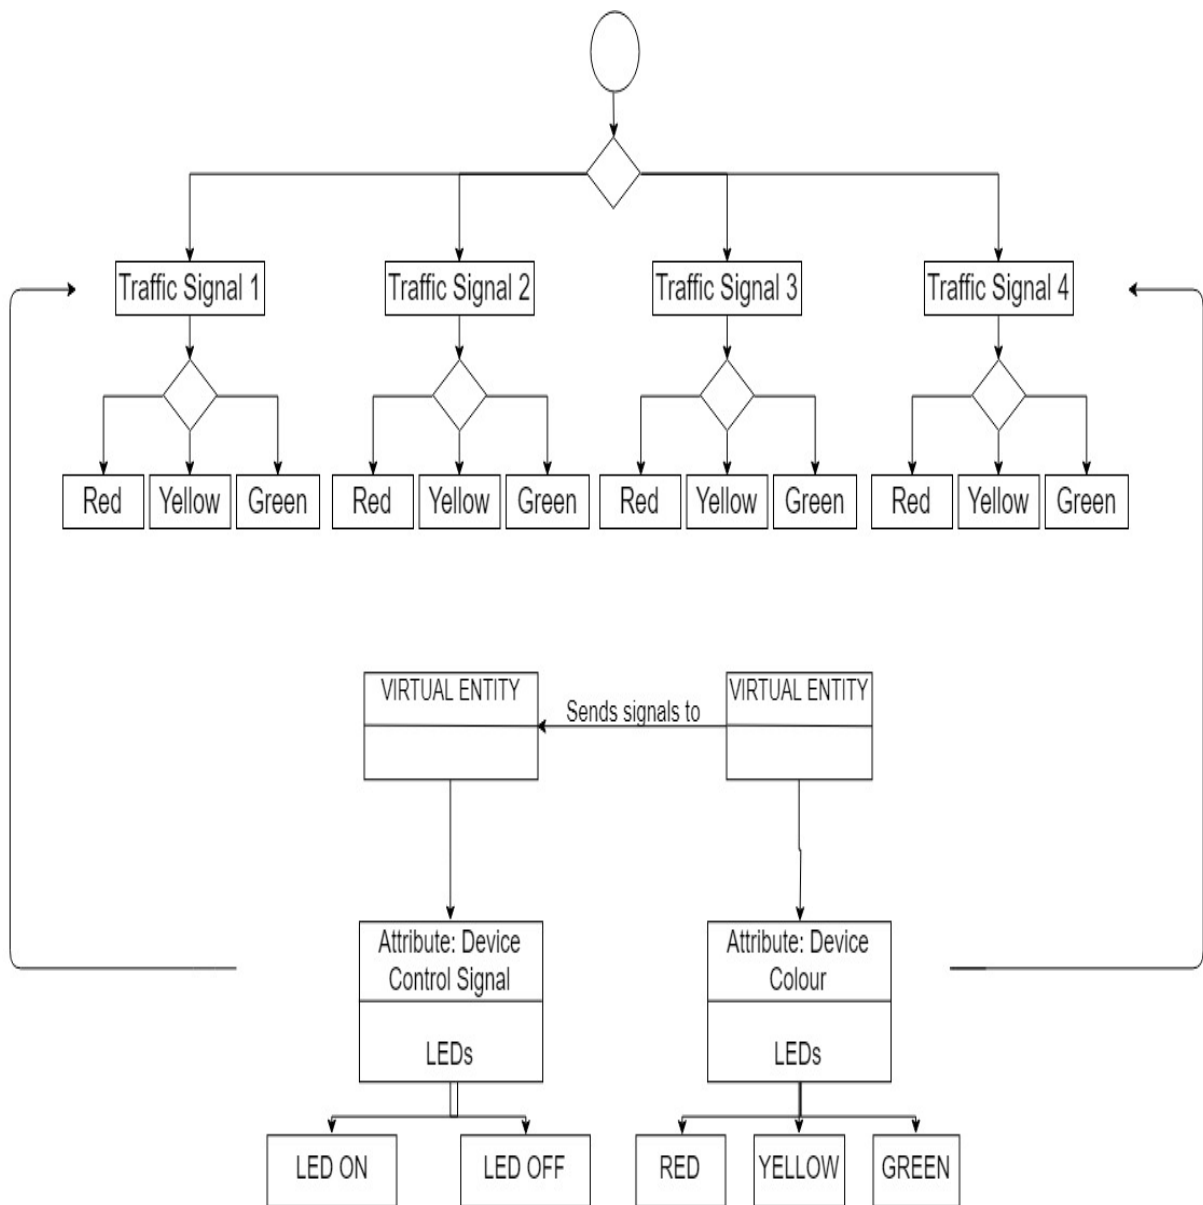 Traffic Signal 1
Traffic Signal 2
Traffic Signal 3
Traffic Signal 4
Red
Yellow
Green
Red
Yellow
Green
Red
Yellow
Green
Red
Yellow
Green
VIRTUAL ENTITY
Sends signals to
VIRTUAL ENTITY
Attribute: Device
Control Signal
LEDs
Attribute: Device
Colour
LEDs
LED ON
LED OFF
RED
YELLOW
GREEN